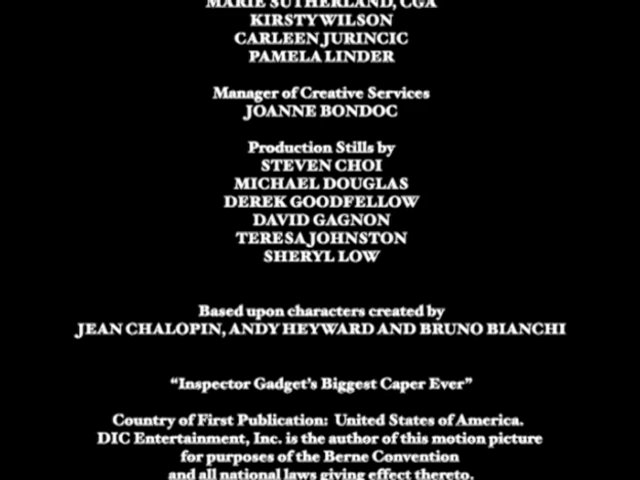 MARIE SUTHERLAND, CGA
KIRSTY WILSON
CARLEEN JURINCIC
PAMELA LINDER
Manager of Creative Services
JOANNE BONDOC
Production Stills by
STEVEN CHOI
MICHAEL DOUGLAS
DEREK GOODFELLOW
DAVID GAGNON
TERESA JOHNSTON
SHERYL LOW
Based upon characters created by
JEAN CHALOPIN, ANDY HEYWARD AND BRUNO BIANCHI
“Inspector Gadget’s Biggest Caper Ever”
Country of First Publication: United States of America.
DIC Entertainment, Inc. is the author of this motion picture
for purposes of the Berne Convention
and all national laws giving effect thereto.